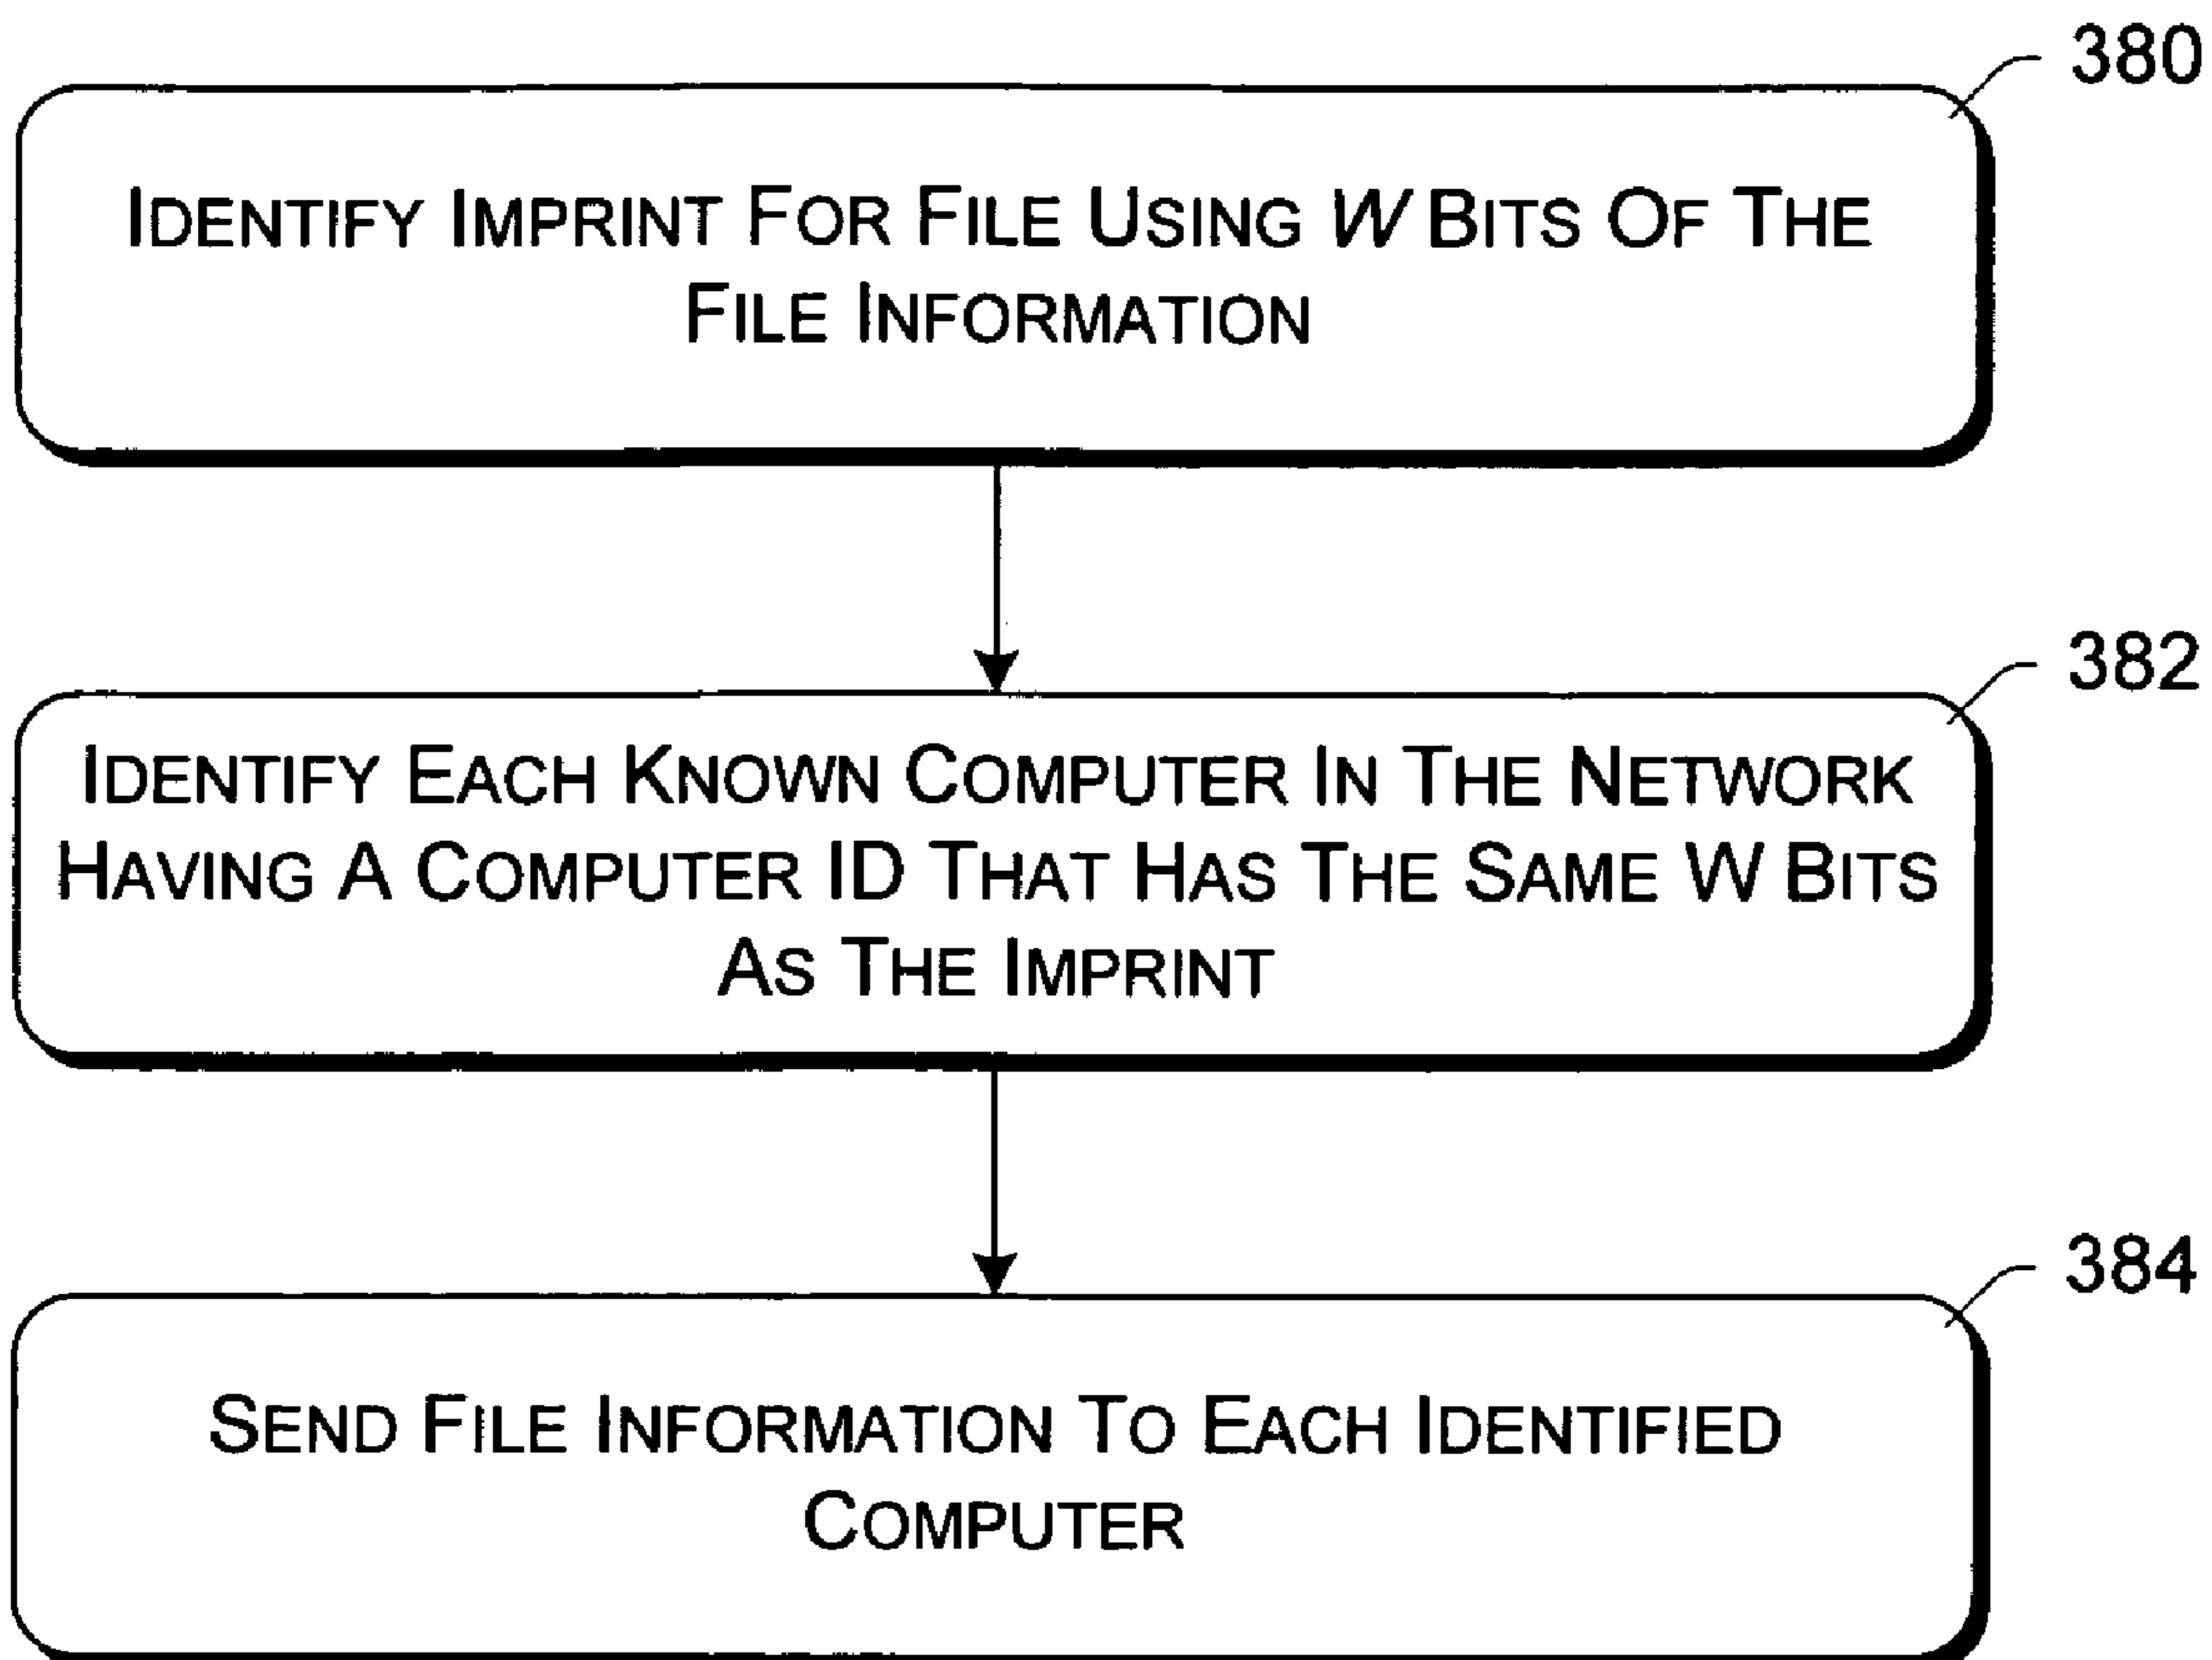 380
IDENTIFY IMPRINT FOR FILE USING W BITS OF THE
FILE INFORMATION
382
IDENTIFY EACH KNOWN COMPUTER IN THE NETWORK
HAVING A COMPUTER ID THAT HAS THE SAME W BITS
AS THE IMPRINT
384
SEND FILE INFORMATION TO EACH IDENTIFIED
COMPUTER